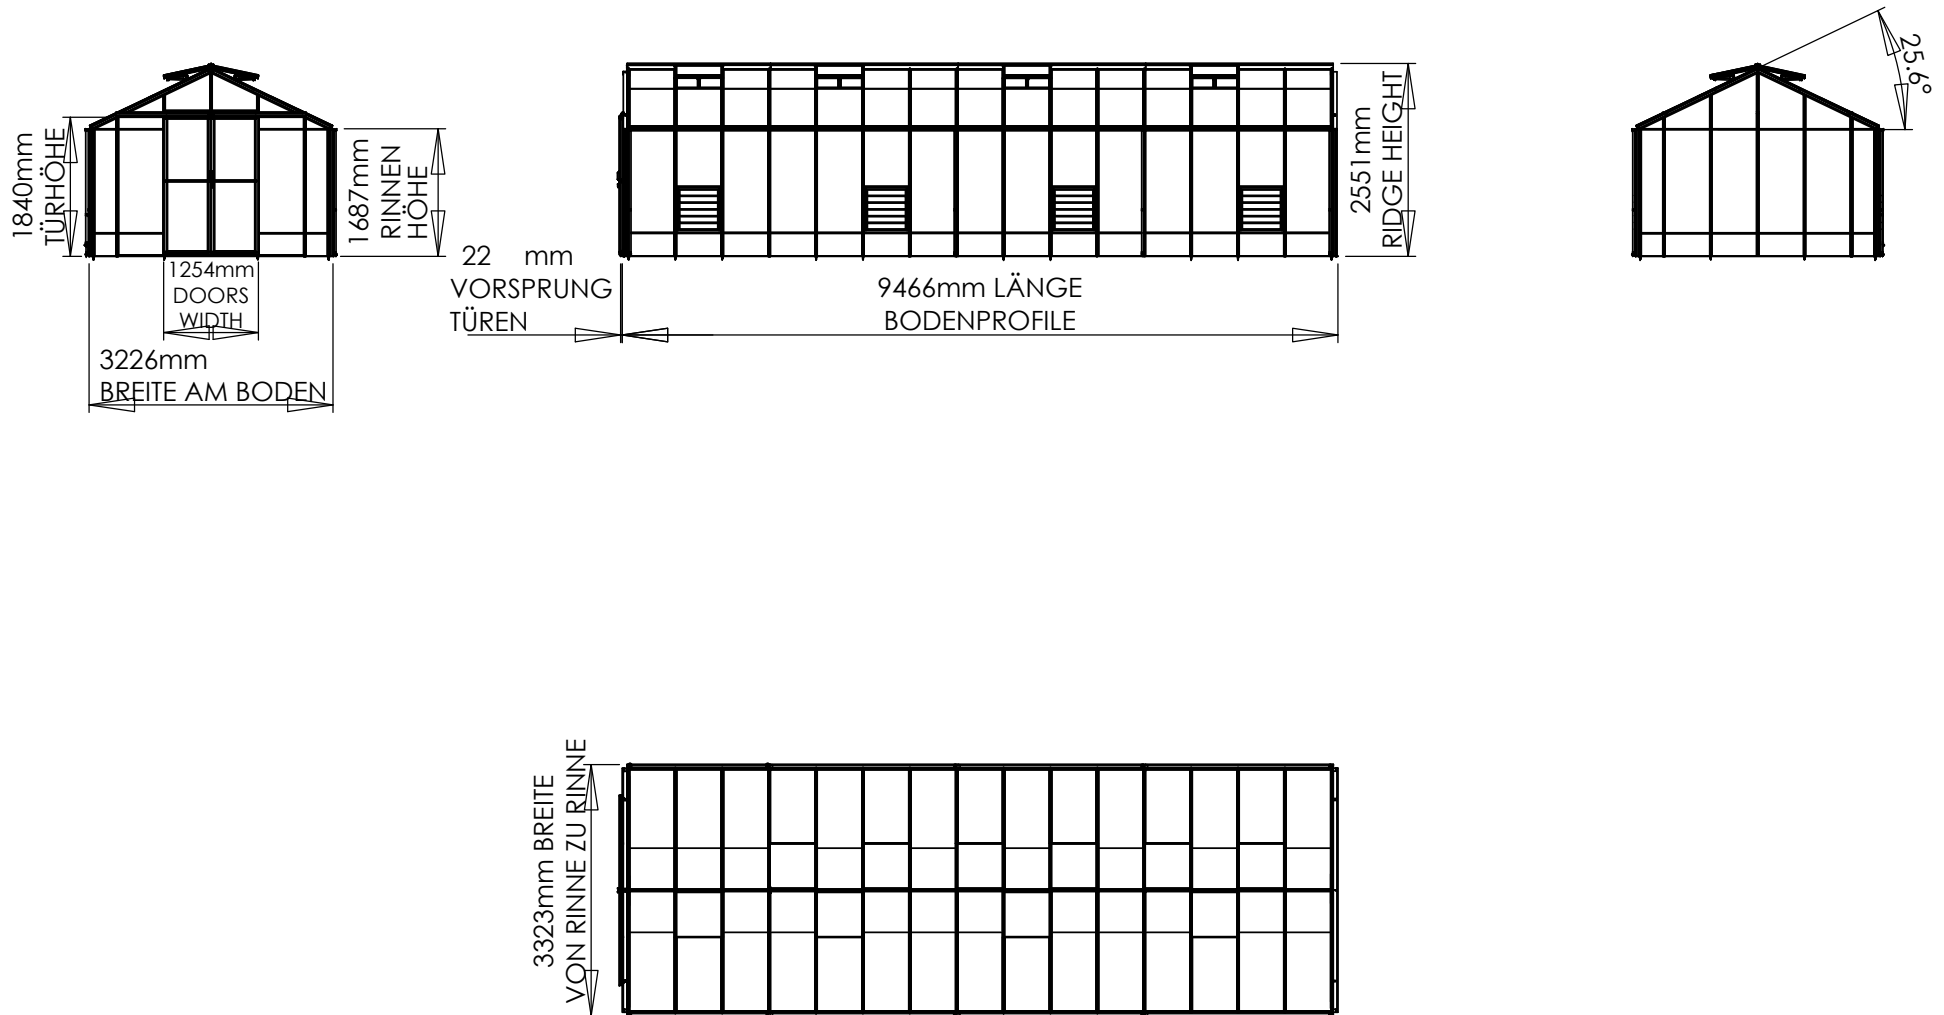 1840mm
TÜRHÖHE
1254mm
DOORS
WIDTH
3226mm
BREITE AM BODEN
1687mm
RINNEN
HÖHE
22 mm
VORSPRUNG
TÜREN
9466mm LÄNGE
BODENPROFILE
2551mm
RIDGE HEIGHT
25.6°
3323mm BREITE
VON RINNE ZU RINNE